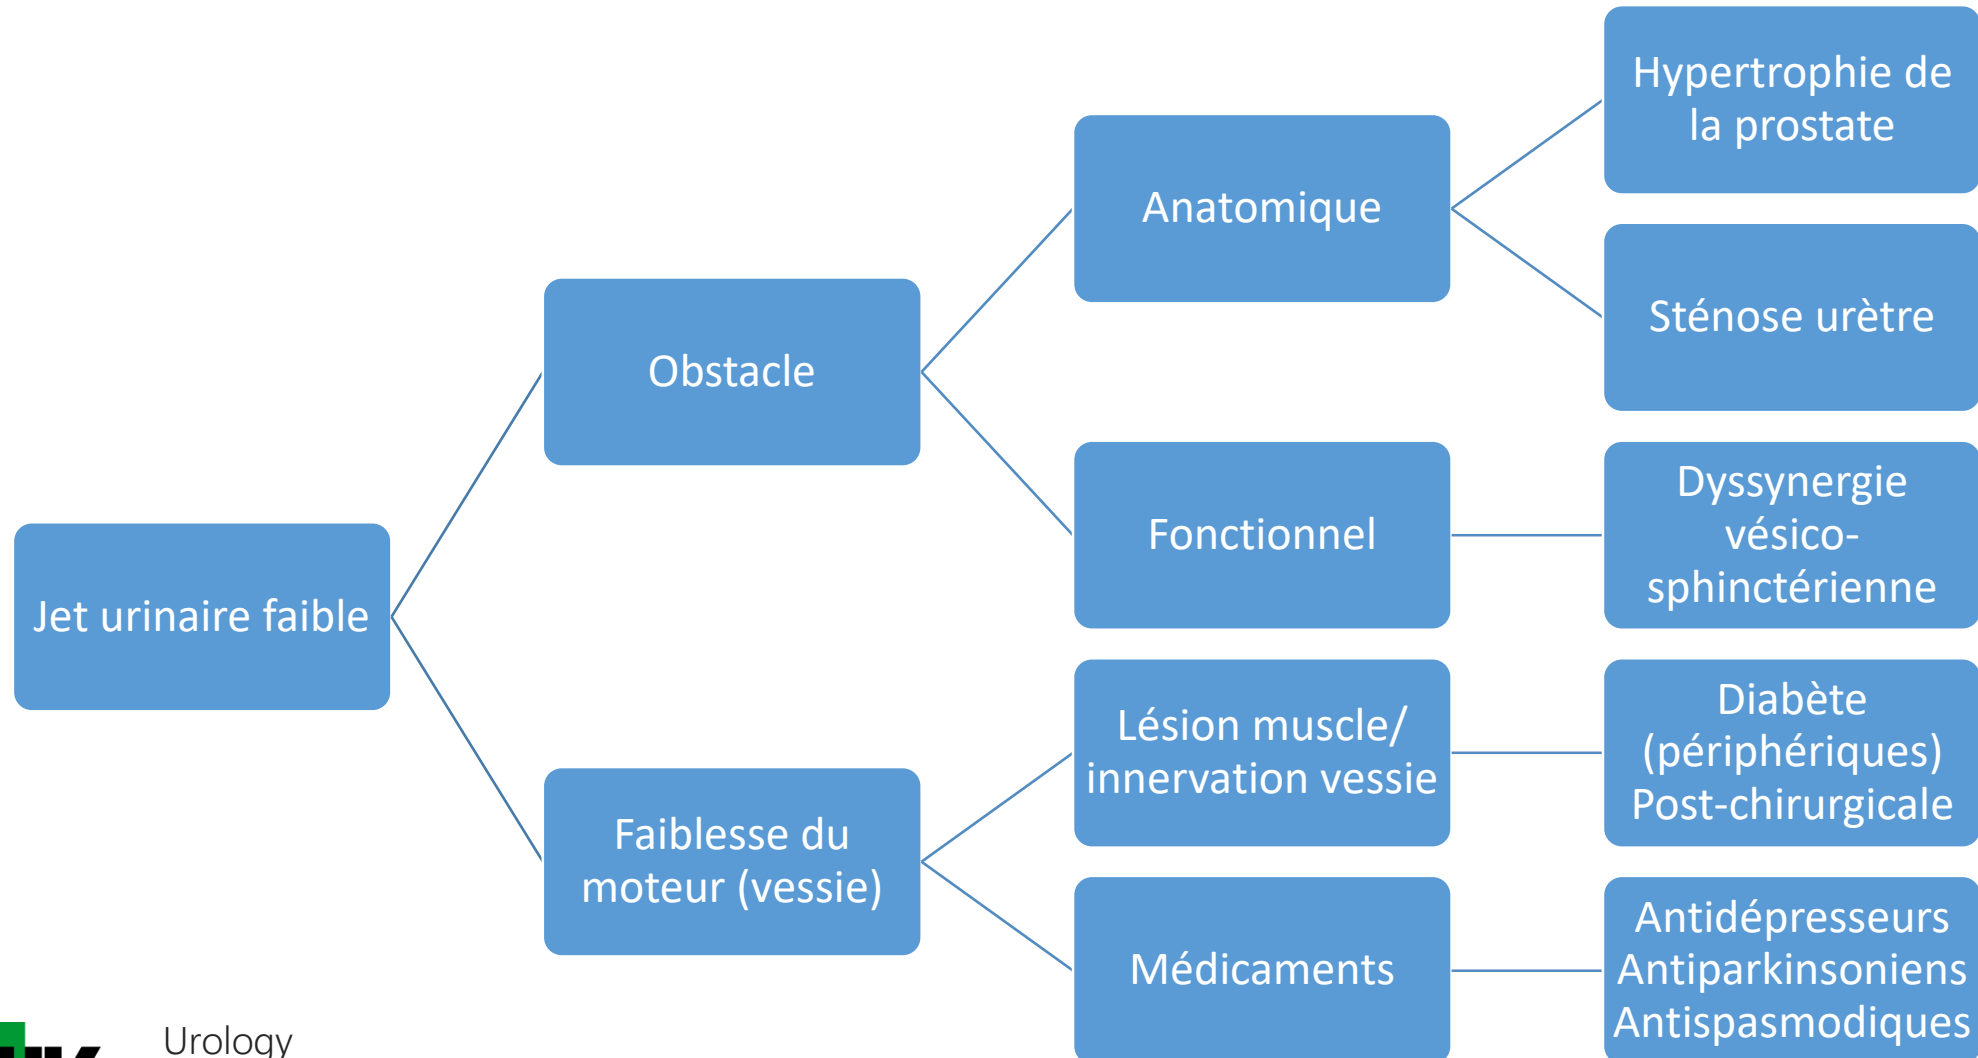 Jet urinaire faible
Obstacle
Faiblesse du
moteur (vessie)
Anatomique
Fonctionnel
Lésion muscle/
innervation vessie
Médicaments
Hypertrophie de
la prostate
Sténose urètre
Dyssynergie
vésico-
sphinctérienne
Diabète
(périphériques)
Post-chirurgicale
Antidépresseurs
Antiparkinsoniens
Antispasmodiques
Urology